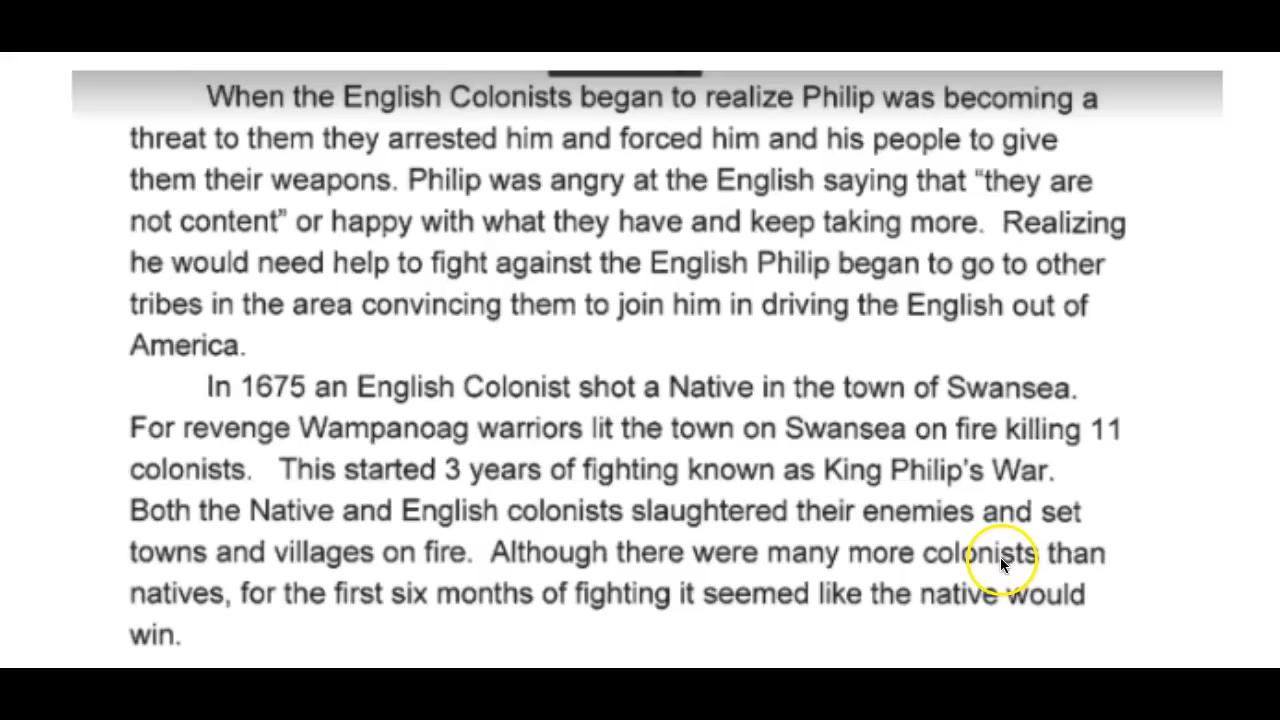 When the English Colonists began to realize Philip was becoming a
threat to them they arrested him and forced him and his people to give
them their weapons. Philip was angry at the English saying that “they are
not content” or happy with what they have and keep taking more.  Realizing
he would need help to fight against the English Philip began to go to other
tribes in the area convincing them to join him in driving the English out of
America.
In 1675 an English Colonist shot a Native in the town of Swansea.
For revenge Wampanoag warriors lit the town on Swansea on fire killing 11
colonists.   This started 3 years of fighting known as King Philip’s War.
Both the Native and English colonists slaughtered their enemies and set
towns and villages on fire.  Although there were many more colonists than
natives, for the first six months of fighting it seemed like the native would
win.